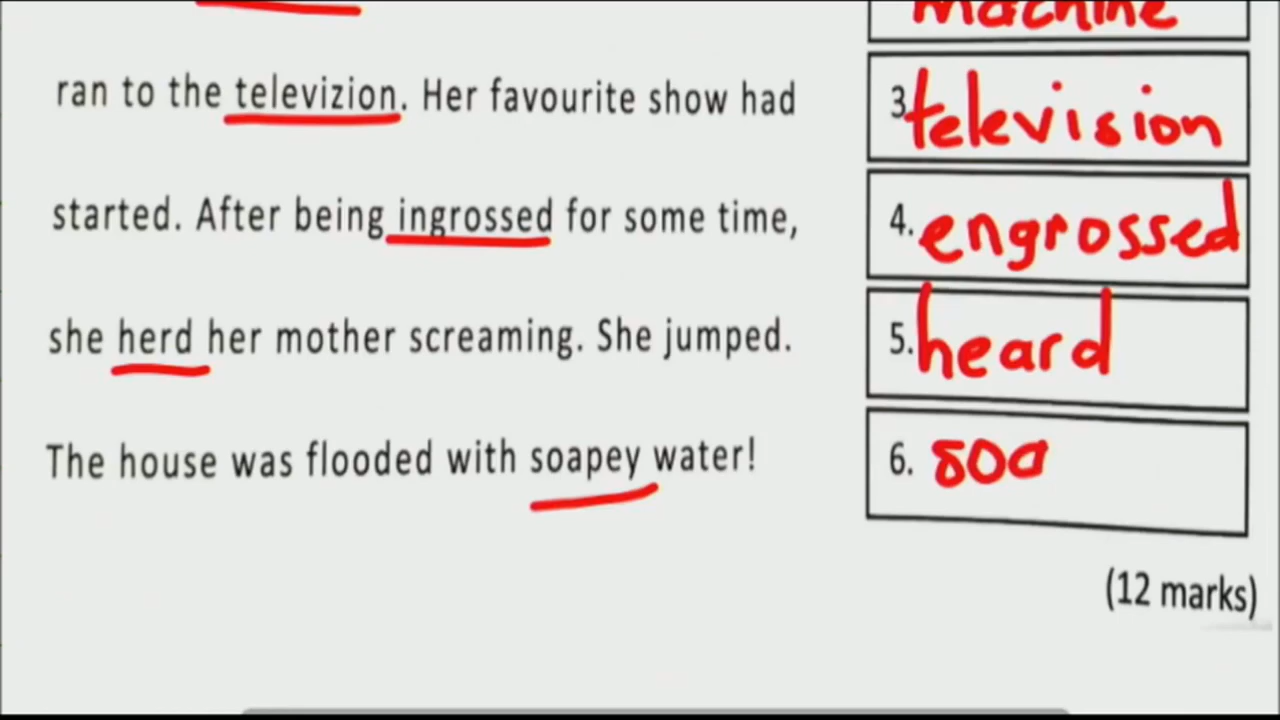 machine
ran to the televizion. Her favourite show had
3. television
started. After being ingrossed for some time,
4. engrossed
she herd her mother screaming. She jumped.
5. heard
The house was flooded with soapey water!
6. soa
(12 marks)